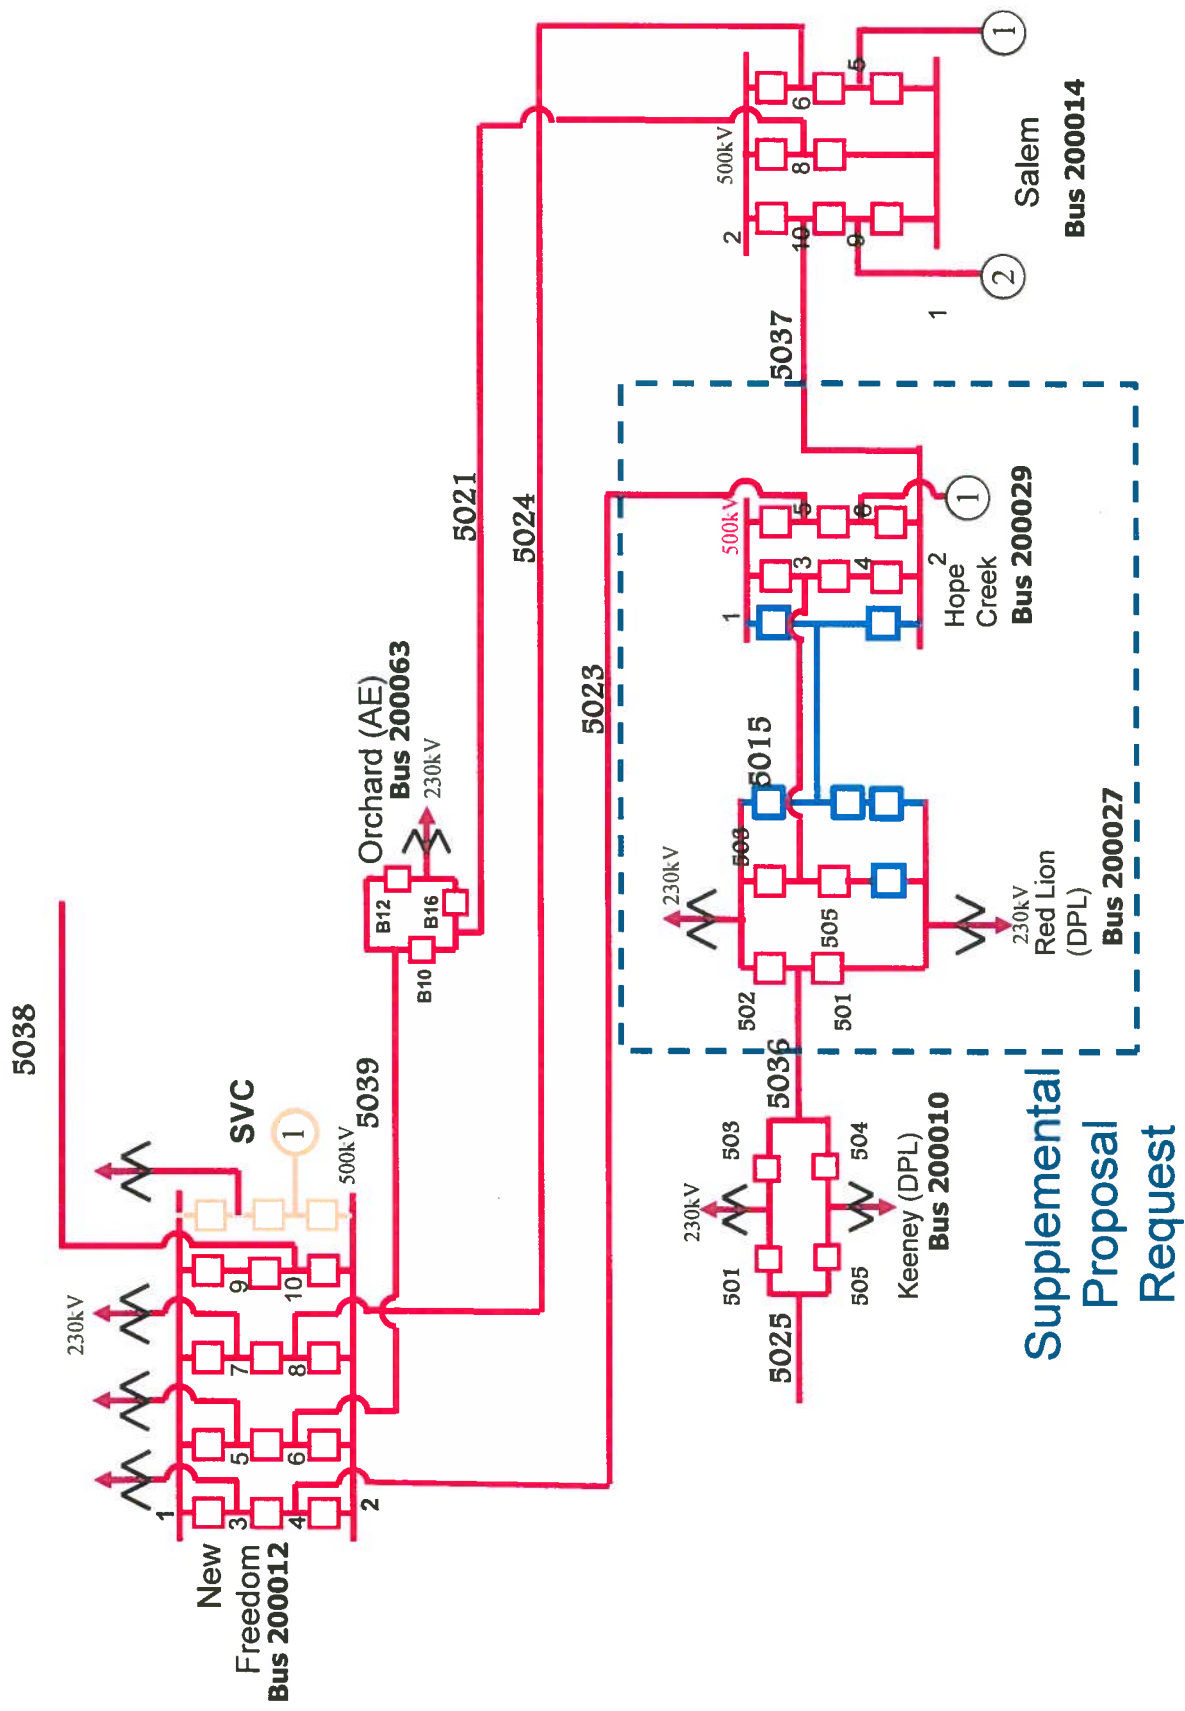 5038
230kV
SVC
1
500kV
1
3
4
5
6
7
8
9
10
2
New
Freedom
Bus 200012
5039
Orchard (AE)
Bus 200063
230kV
B12
B16
B10
5021
5024
5023
5025
Keeney (DPL)
Bus 200010
230kV
501
503
505
504
5036
230kV
502
501
503
505
230kV
Red Lion
(DPL)
Bus 200027
5015
500kV
1
3
4
5
6
2
1
Hope
Creek
Bus 200029
5037
500kV
2
10
9
8
6
5
1
2
1
Salem
Bus 200014
Supplemental
Proposal
Request